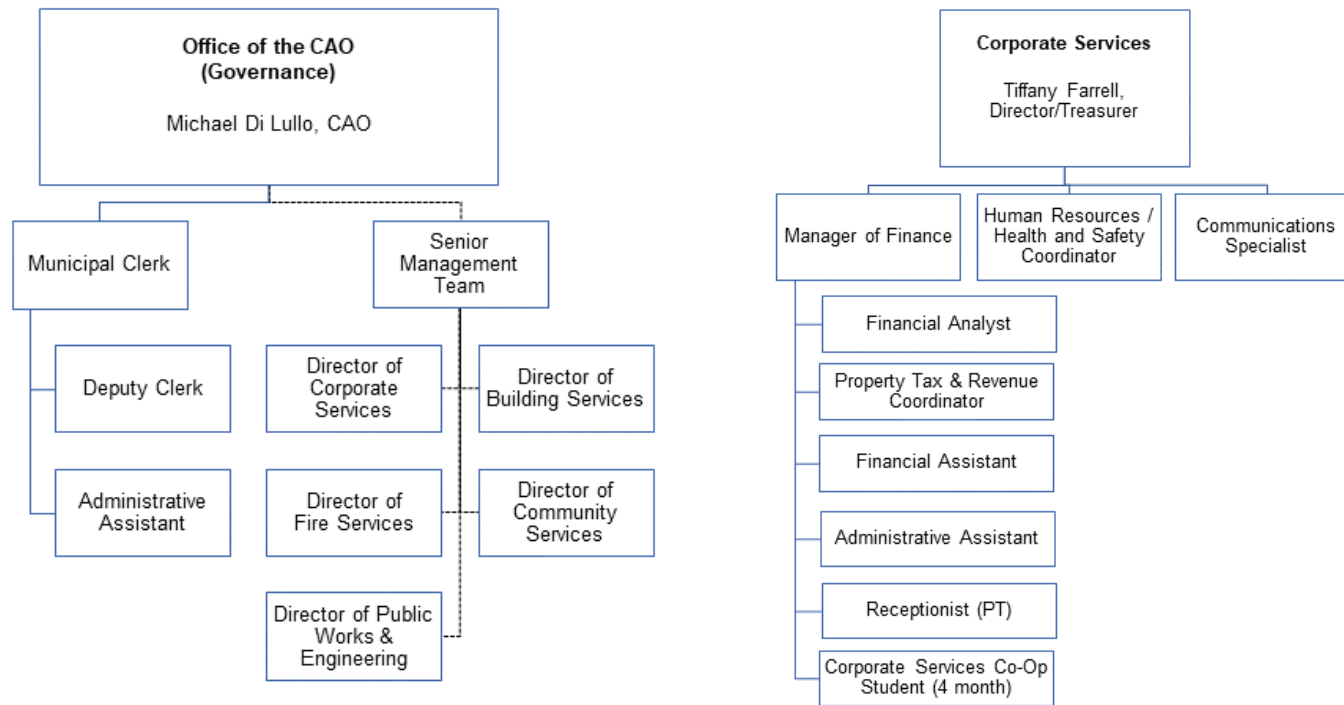 Office of the CAO
(Governance)
Michael Di Lullo, CAO
Municipal Clerk
Senior
Management
Team
Deputy Clerk
Director of
Corporate
Services
Director of
Building Services
Administrative
Assistant
Director of
Fire Services
Director of
Community
Services
Director of Public
Works &
Engineering
Corporate Services
Tiffany Farrell,
Director/Treasurer
Manager of Finance
Human Resources /
Health and Safety
Coordinator
Communications
Specialist
Financial Analyst
Property Tax & Revenue
Coordinator
Financial Assistant
Administrative Assistant
Receptionist (PT)
Corporate Services Co-Op
Student (4 month)